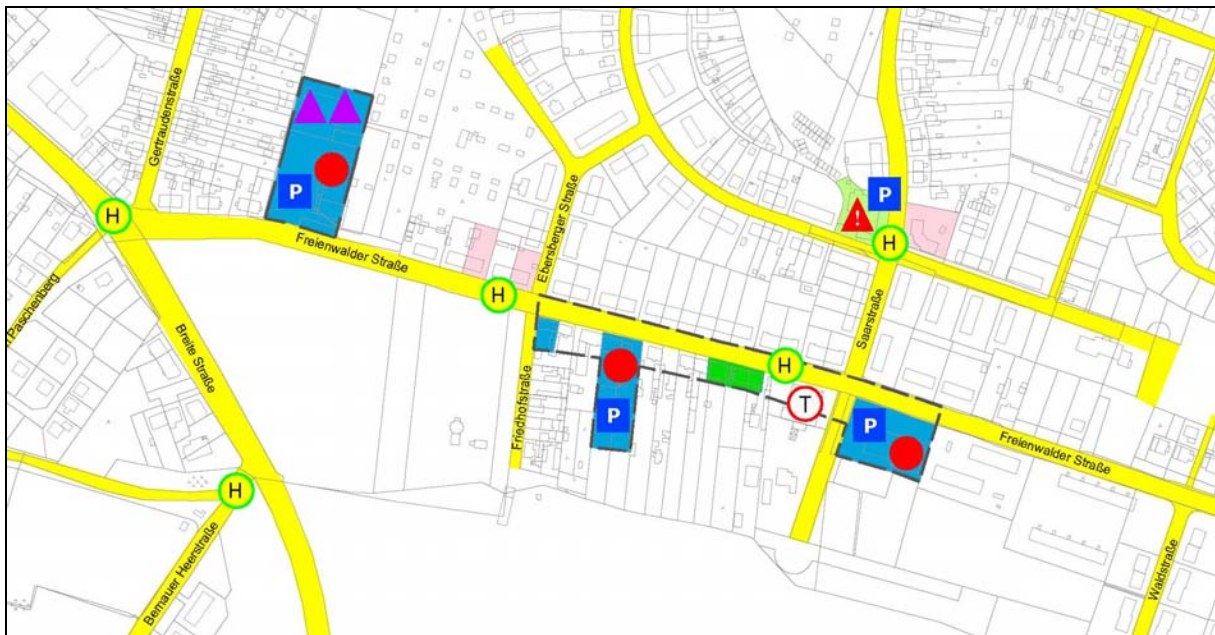 Gertraudenstraße
P
H
Freienwalder Straße
Paschenberg
Breite Straße
H
Ebersberger Straße
Friedhofstraße
P
!
H
Saarstraße
H
P
T
P
Freienwalder Straße
H
Bernauer Heerstraße
Waldstraße